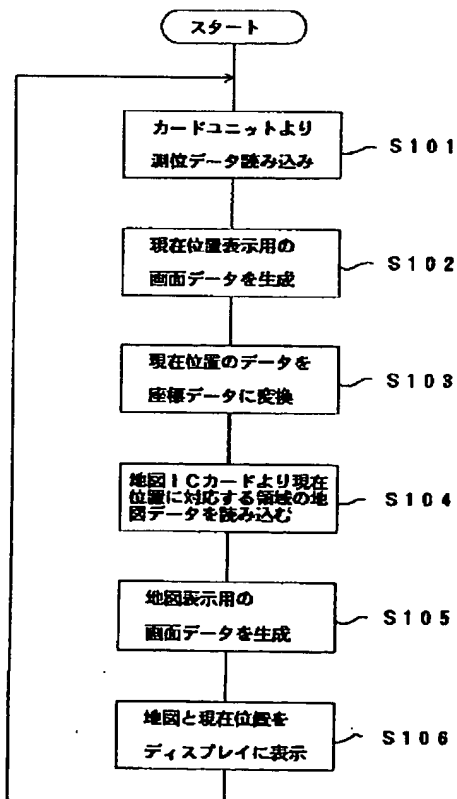 スタート
カードユニットより
測位データ読み込み
S101
現在位置表示用の
画面データを生成
S102
現在位置のデータを
座標データに変換
S103
地図ICカードより現在
位置に対応する領域の地
図データを読み込む
S104
地図表示用の
画面データを生成
S105
地図と現在位置を
ディスプレイに表示
S106